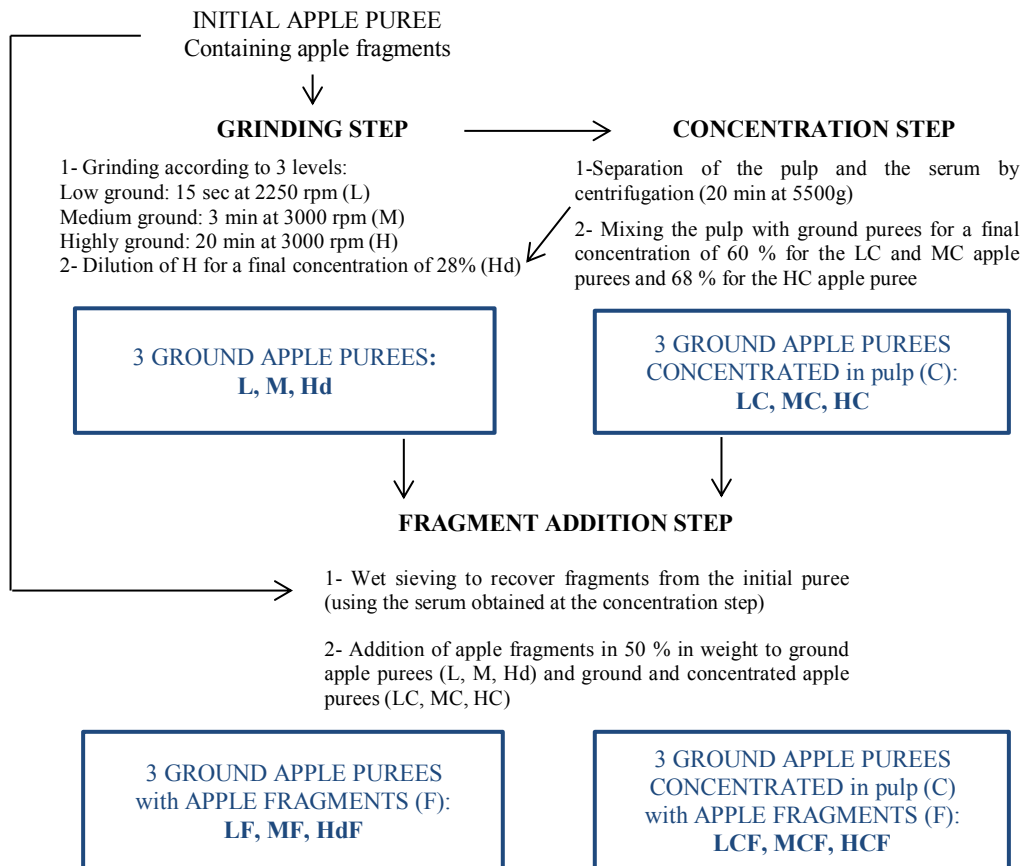 INITIAL APPLE PUREE
Containing apple fragments
GRINDING STEP
1- Grinding according to 3 levels:
Low ground: 15 sec at 2250 rpm (L)
Medium ground: 3 min at 3000 rpm (M)
Highly ground: 20 min at 3000 rpm (H)
2- Dilution of H for a final concentration of 28% (Hd)
CONCENTRATION STEP
1-Separation of the pulp and the serum by
centrifugation (20 min at 5500g)
2- Mixing the pulp with ground purees for a final
concentration of 60 % for the LC and MC apple
purees and 68 % for the HC apple puree
3 GROUND APPLE PUREES:
L, M, Hd
3 GROUND APPLE PUREES
CONCENTRATED in pulp (C):
LC, MC, HC
FRAGMENT ADDITION STEP
1- Wet sieving to recover fragments from the initial puree
(using the serum obtained at the concentration step)
2- Addition of apple fragments in 50 % in weight to ground
apple purees (L, M, Hd) and ground and concentrated apple
purees (LC, MC, HC)
3 GROUND APPLE PUREES
with APPLE FRAGMENTS (F):
LF, MF, HdF
3 GROUND APPLE PUREES
CONCENTRATED in pulp (C)
with APPLE FRAGMENTS (F):
LCF, MCF, HCF